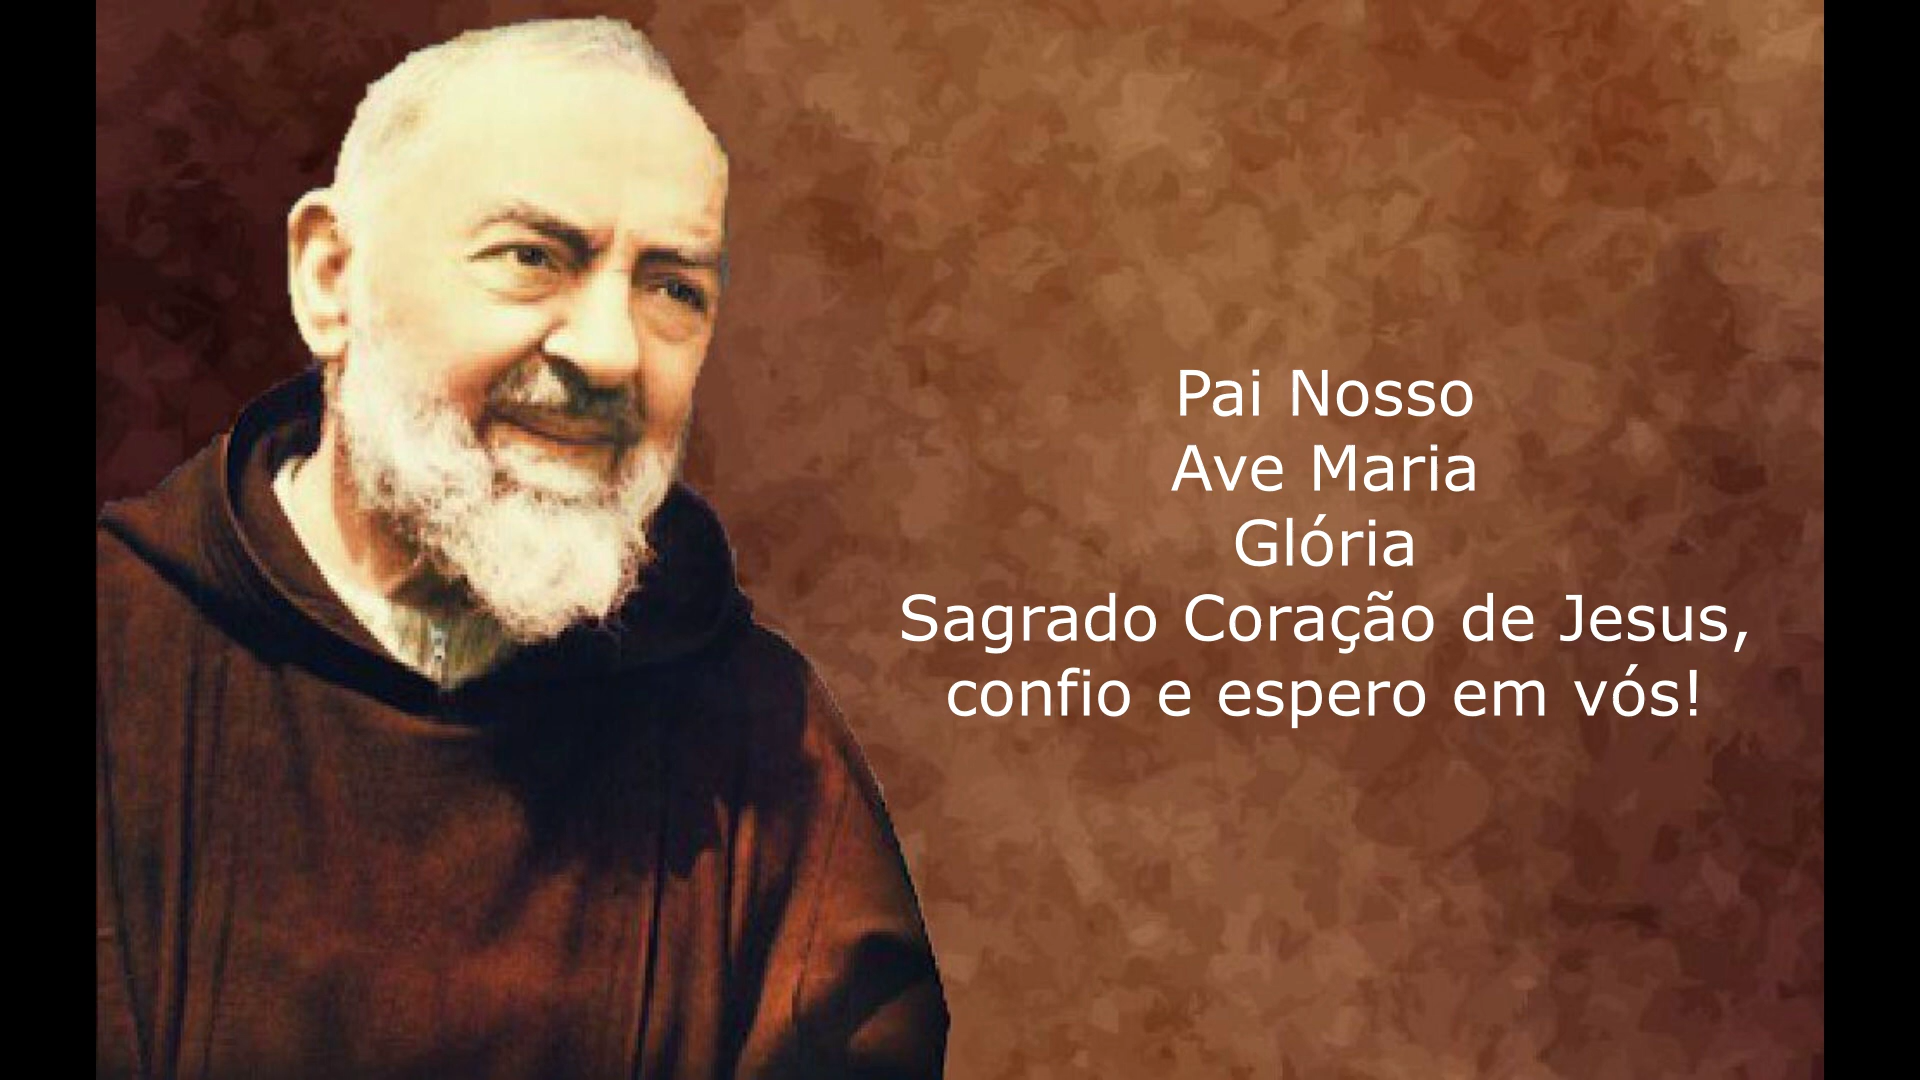 Pai Nosso
Ave Maria
Glória
Sagrado Coração de Jesus,
confio e espero em vós!